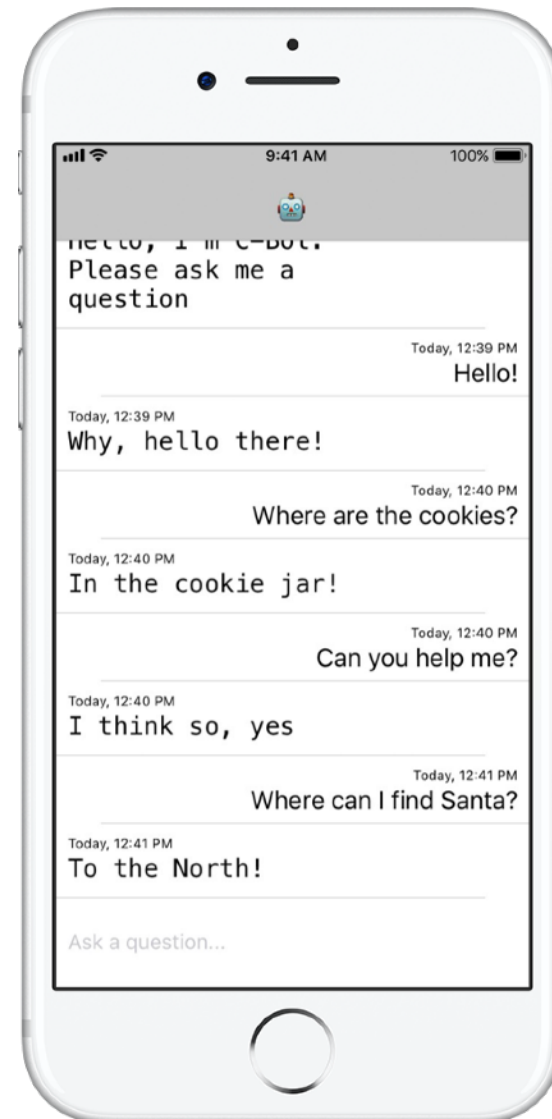 9:41 AM
100%
Hello, I'm C-Bot.
Please ask me a
question
Today, 12:39 PM
Hello!
Today, 12:39 PM
Why, hello there!
Today, 12:40 PM
Where are the cookies?
Today, 12:40 PM
In the cookie jar!
Today, 12:40 PM
Can you help me?
Today, 12:40 PM
I think so, yes
Today, 12:41 PM
Where can I find Santa?
Today, 12:41 PM
To the North!
Ask a question...